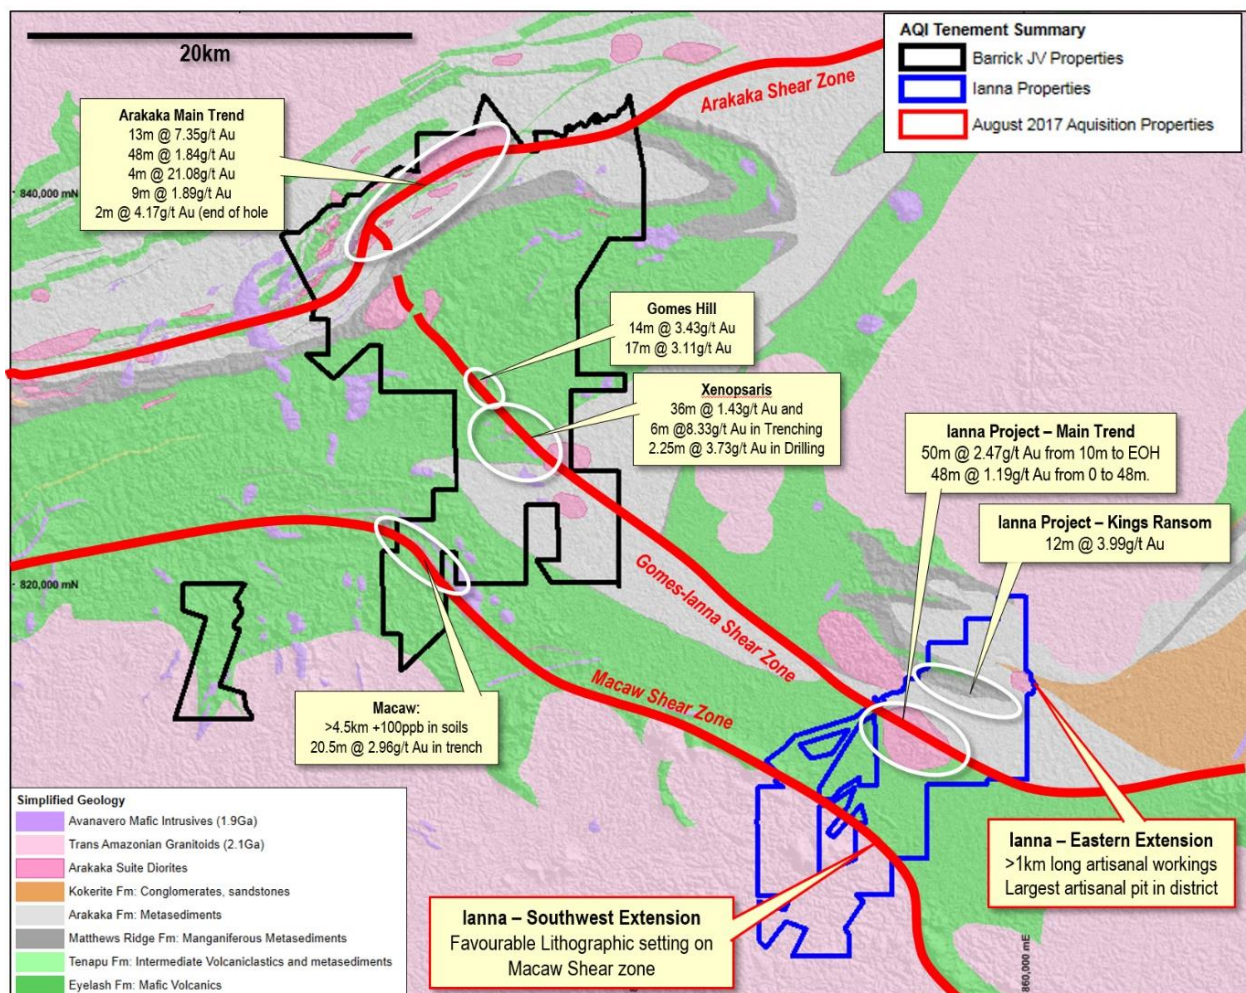 20km
AQI Tenement Summary
Barrick JV Properties
Ianna Properties
August 2017 Aquisition Properties
Arakaka Shear Zone
Arakaka Main Trend
13m @ 7.35g/t Au
48m @ 1.84g/t Au
4m @ 21.08g/t Au
9m @ 1.89g/t Au
2m @ 4.17g/t Au (end of hole
840,000 mN
Gomes Hill
14m @ 3.43g/t Au
17m @ 3.11g/t Au
Xenopsaris
36m @ 1.43g/t Au and
6m @8.33g/t Au in Trenching
2.25m @ 3.73g/t Au in Drilling
Ianna Project – Main Trend
50m @ 2.47g/t Au from 10m to EOH
48m @ 1.19g/t Au from 0 to 48m.
Ianna Project – Kings Ransom
12m @ 3.99g/t Au
820,000 mN
Gomes-Ianna Shear Zone
Macaw Shear Zone
Macaw:
>4.5km +100ppb in soils
20.5m @ 2.96g/t Au in trench
Simplified Geology
Avanavero Mafic Intrusives (1.9Ga)
Trans Amazonian Granitoids (2.1Ga)
Arakaka Suite Diorites
Kokerite Fm: Conglomerates, sandstones
Arakaka Fm: Metasediments
Matthews Ridge Fm: Manganiferous Metasediments
Tenapu Fm: Intermediate Volcaniclastics and metasediments
Eyelash Fm: Mafic Volcanics
Ianna – Southwest Extension
Favourable Lithographic setting on
Macaw Shear zone
Ianna – Eastern Extension
>1km long artisanal workings
Largest artisanal pit in district
860,000 mE